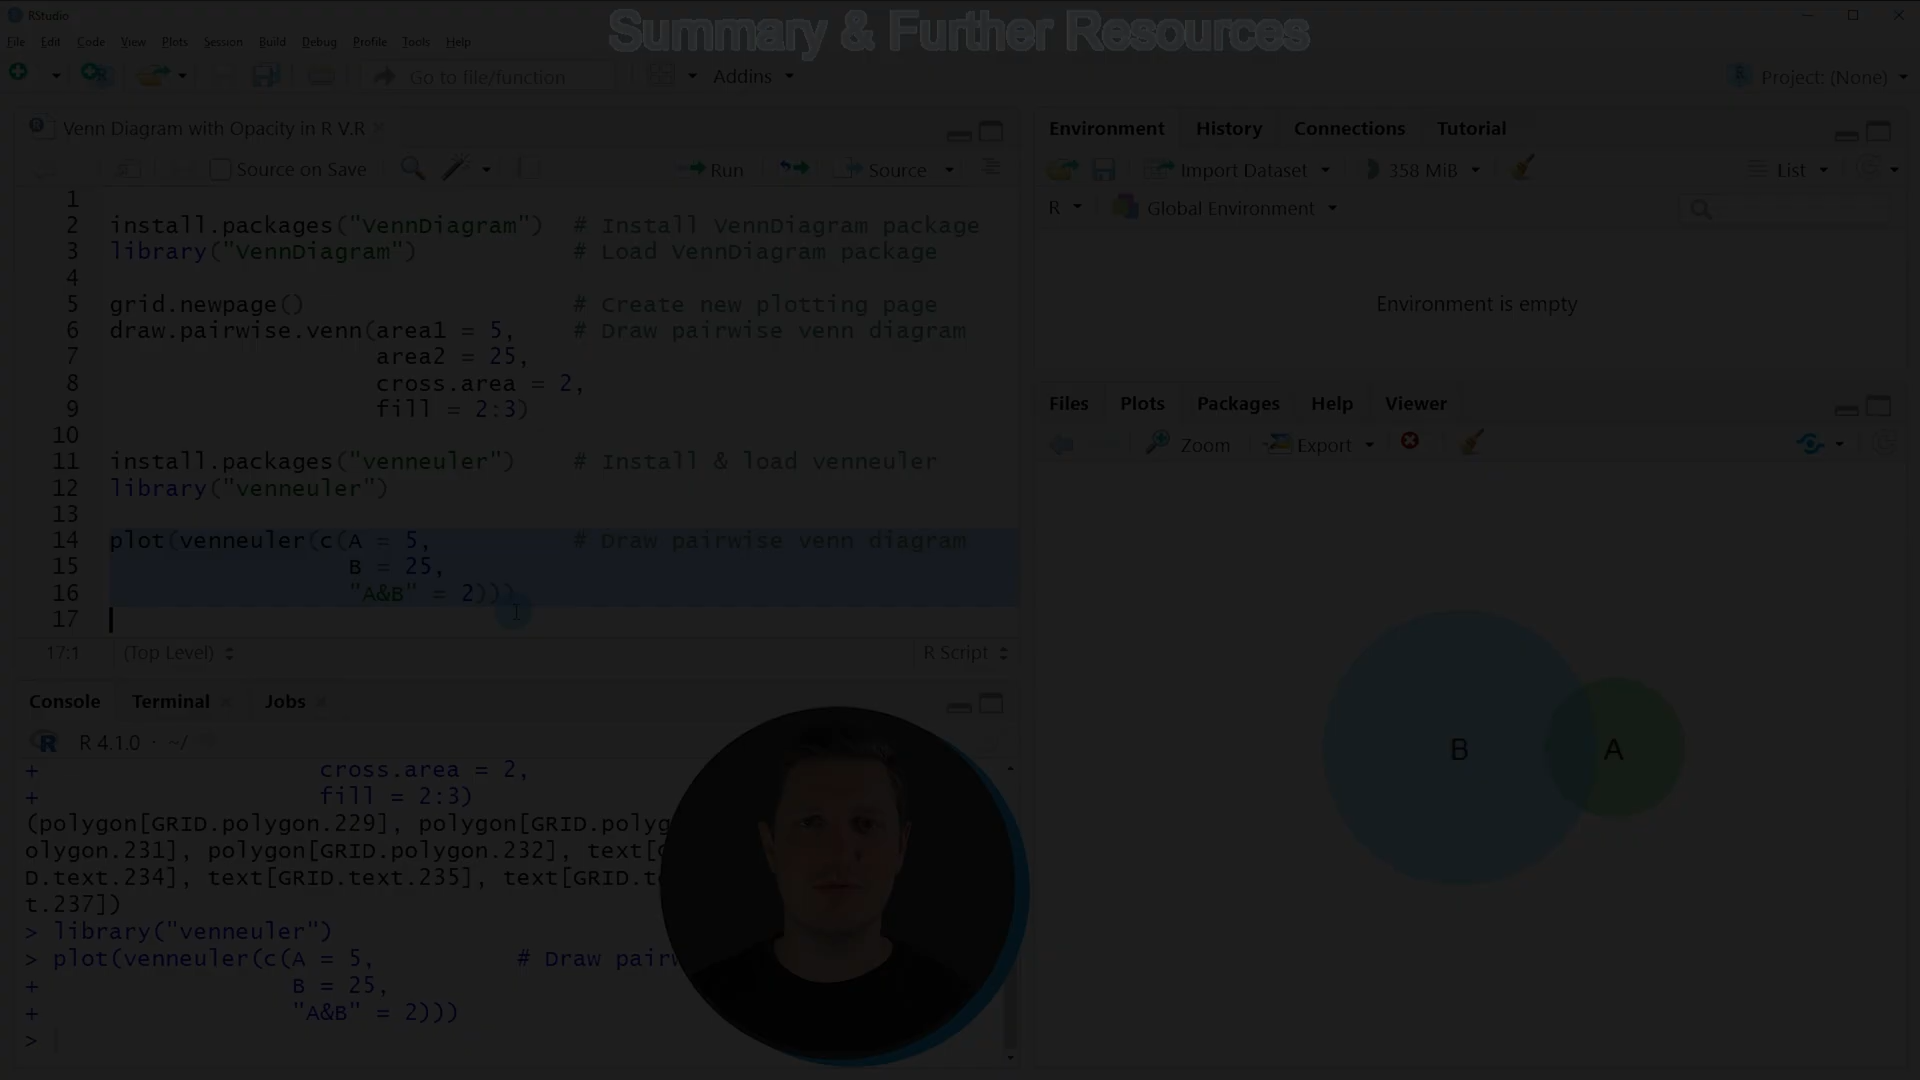 RStudio
Summary & Further Resources
File Edit Code View Plots Session Build Debug Profile Tools Help
Go to file/function Addins Project: (None)
Venn Diagram with Opacity in R V.R
Source on Save Run Source
1
2 install.packages("VennDiagram") # Install VennDiagram package
3 library("VennDiagram") # Load VennDiagram package
4
5 grid.newpage() # Create new plotting page
6 draw.pairwise.venn(area1 = 5, # Draw pairwise venn diagram
7 area2 = 25,
8 cross.area = 2,
9 fill = 2:3)
10
11 install.packages("venneuler") # Install & load venneuler
12 library("venneuler")
13
14 plot(venneuler(c(A = 5, # Draw pairwise venn diagram
15 B = 25,
16 "A&B" = 2)))
17
17:1 (Top Level) R Script
Console Terminal Jobs
R R 4.1.0 · ~/
+ cross.area = 2,
+ fill = 2:3)
(polygon[GRID.polygon.229], polygon[GRID.polyg
olygon.231], polygon[GRID.polygon.232], text[
D.text.234], text[GRID.text.235], text[GRID.t
t.237])
> library("venneuler")
> plot(venneuler(c(A = 5, # Draw pair
+ B = 25,
+ "A&B" = 2)))
>
Environment History Connections Tutorial
Import Dataset 358 MiB List
R Global Environment
Environment is empty
Files Plots Packages Help Viewer
Zoom Export
B A